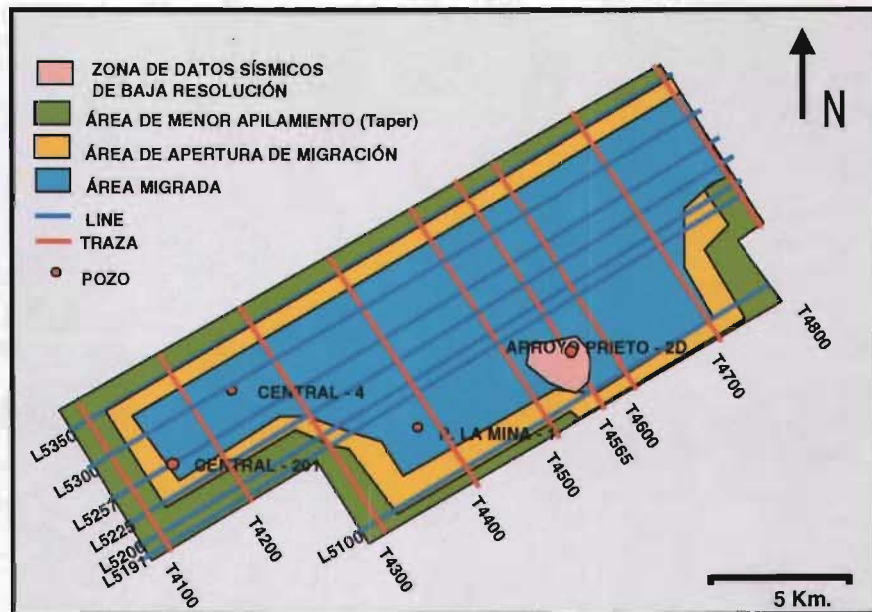 ZONA DE DATOS SÍSMICOS
DE BAJA RESOLUCIÓN
ÁREA DE MENOR APILAMIENTO (Taper)
ÁREA DE APERTURA DE MIGRACIÓN
ÁREA MIGRADA
LINE
TRAZA
POZO
N
ARROYO PRIETO - 2D
CENTRAL - 4
P. LA MINA - 1
CENTRAL - 201
L5350
L5300
L5257
L5225
L5200
L5191
L5100
T4100
T4200
T4300
T4400
T4500
T4565
T4600
T4700
T4800
5 Km.